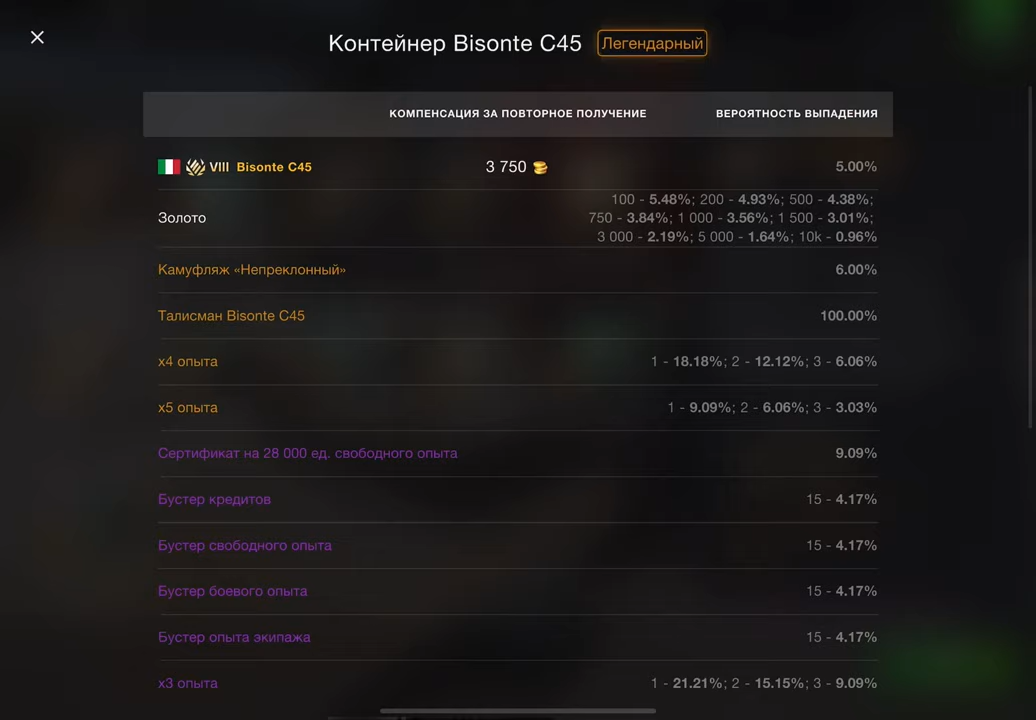 Контейнер Bisonte C45 Легендарный
КОМПЕНСАЦИЯ ЗА ПОВТОРНОЕ ПОЛУЧЕНИЕ ВЕРОЯТНОСТЬ ВЫПАДЕНИЯ
VIII Bisonte C45 3 750 5.00%
100 - 5.48%; 200 - 4.93%; 500 - 4.38%;
Золото 750 - 3.84%; 1 000 - 3.56%; 1 500 - 3.01%;
3 000 - 2.19%; 5 000 - 1.64%; 10k - 0.96%
Камуфляж «Непреклонный» 6.00%
Талисман Bisonte C45 100.00%
x4 опыта 1 - 18.18%; 2 - 12.12%; 3 - 6.06%
x5 опыта 1 - 9.09%; 2 - 6.06%; 3 - 3.03%
Сертификат на 28 000 ед. свободного опыта 9.09%
Бустер кредитов 15 - 4.17%
Бустер свободного опыта 15 - 4.17%
Бустер боевого опыта 15 - 4.17%
Бустер опыта экипажа 15 - 4.17%
x3 опыта 1 - 21.21%; 2 - 15.15%; 3 - 9.09%